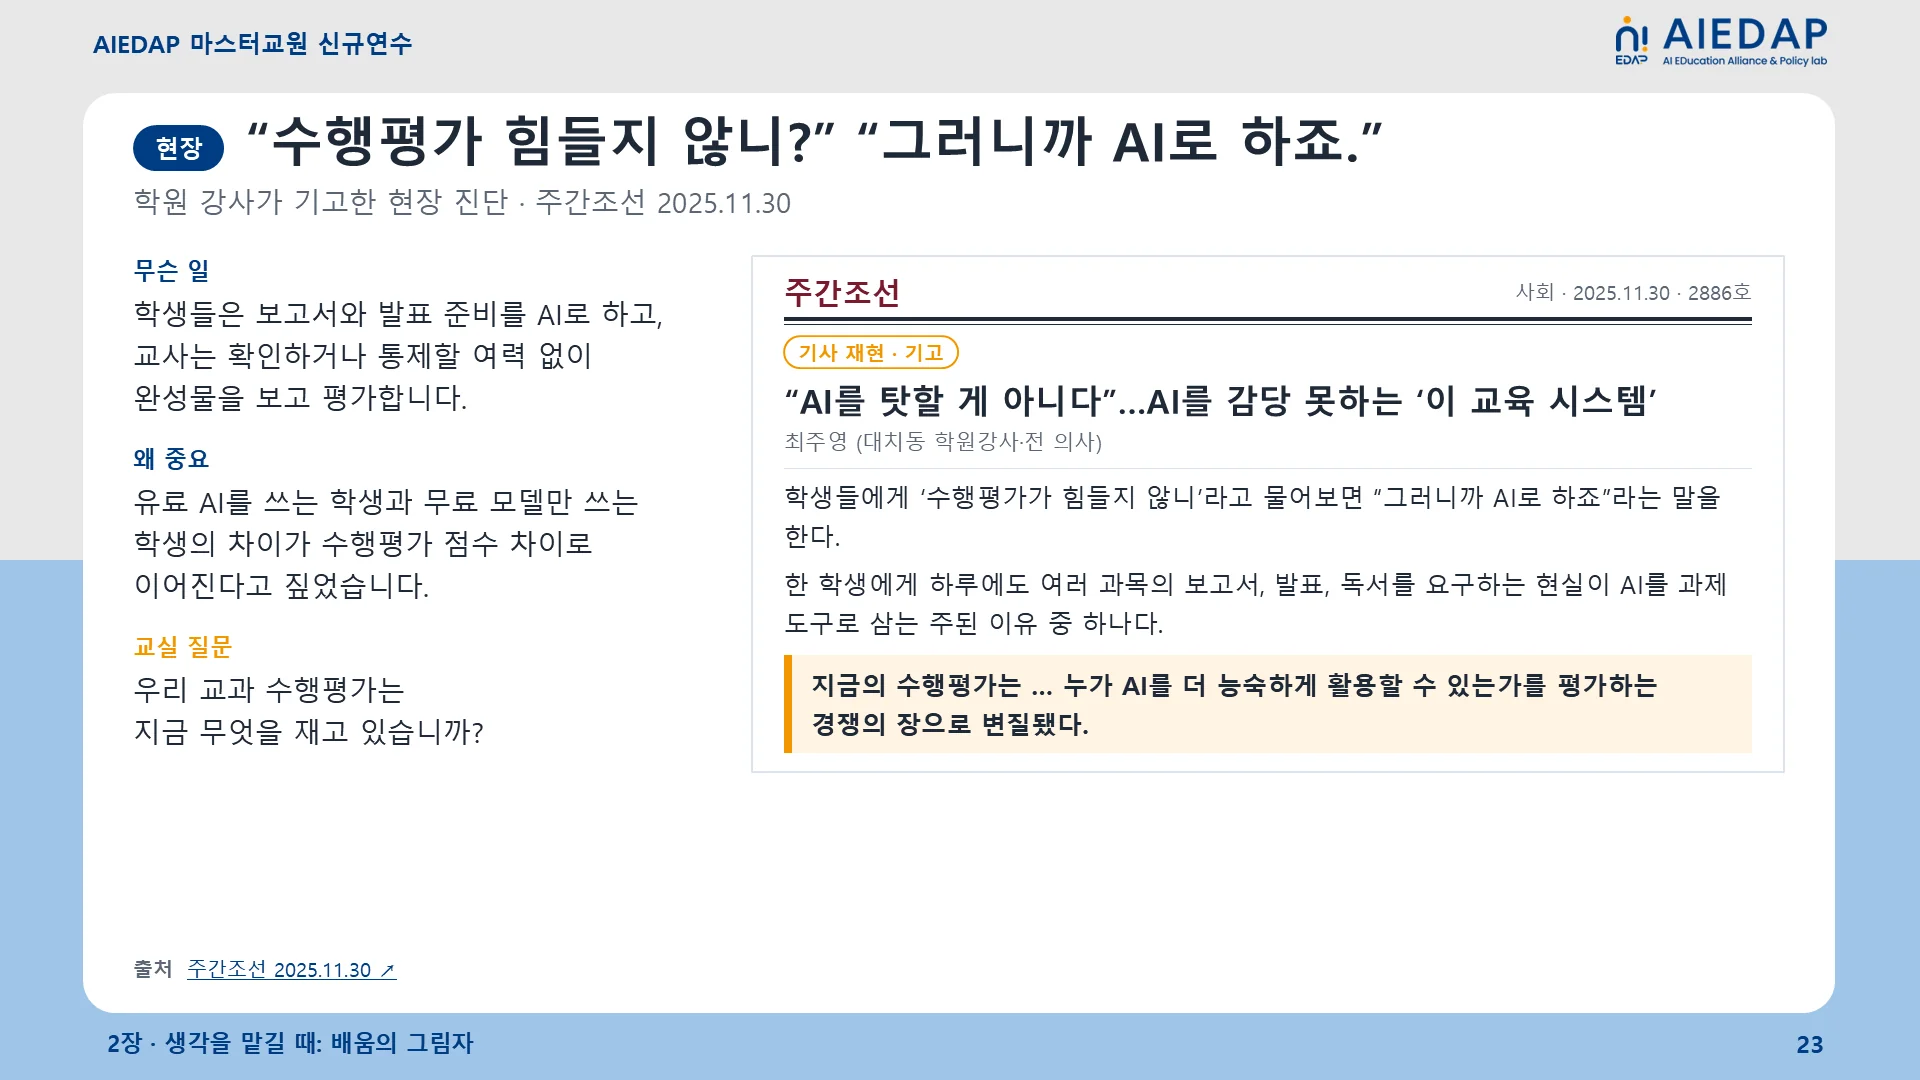 AIEDAP 마스터교원 신규연수
AIEDAP
EDAP
AI EDucation Alliance & Policy lab
현장
“수행평가 힘들지 않니?” “그러니까 AI로 하죠.”
학원 강사가 기고한 현장 진단 · 주간조선 2025.11.30
무슨 일
학생들은 보고서와 발표 준비를 AI로 하고,
교사는 확인하거나 통제할 여력 없이
완성물을 보고 평가합니다.
왜 중요
유료 AI를 쓰는 학생과 무료 모델만 쓰는
학생의 차이가 수행평가 점수 차이로
이어진다고 짚었습니다.
교실 질문
우리 교과 수행평가는
지금 무엇을 재고 있습니까?
주간조선
사회 · 2025.11.30 · 2886호
기사 재현 · 기고
“AI를 탓할 게 아니다”...AI를 감당 못하는 ‘이 교육 시스템’
최주영 (대치동 학원강사·전 의사)
학생들에게 ‘수행평가가 힘들지 않니’라고 물어보면 “그러니까 AI로 하죠”라는 말을
한다.
한 학생에게 하루에도 여러 과목의 보고서, 발표, 독서를 요구하는 현실이 AI를 과제
도구로 삼는 주된 이유 중 하나다.
지금의 수행평가는 ... 누가 AI를 더 능숙하게 활용할 수 있는가를 평가하는
경쟁의 장으로 변질됐다.
출처 주간조선 2025.11.30 ↗
2장 · 생각을 맡길 때: 배움의 그림자
23